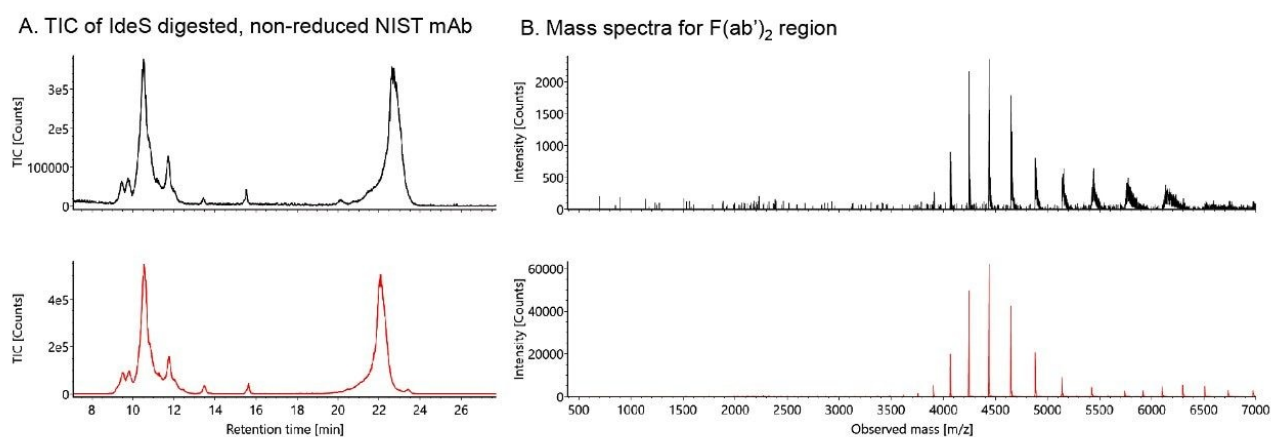 A. TIC of IdeS digested, non-reduced NIST mAb
B. Mass spectra for F(ab’)₂ region
TIC [Counts]
3e5
2e5
100000
0
Intensity [Counts]
2000
1500
1000
500
0
TIC [Counts]
4e5
2e5
0
8 10 12 14 16 18 20 22 24 26
Retention time [min]
Intensity [Counts]
60000
40000
20000
0
500 1000 1500 2000 2500 3000 3500 4000 4500 5000 5500 6000 6500 7000
Observed mass [m/z]